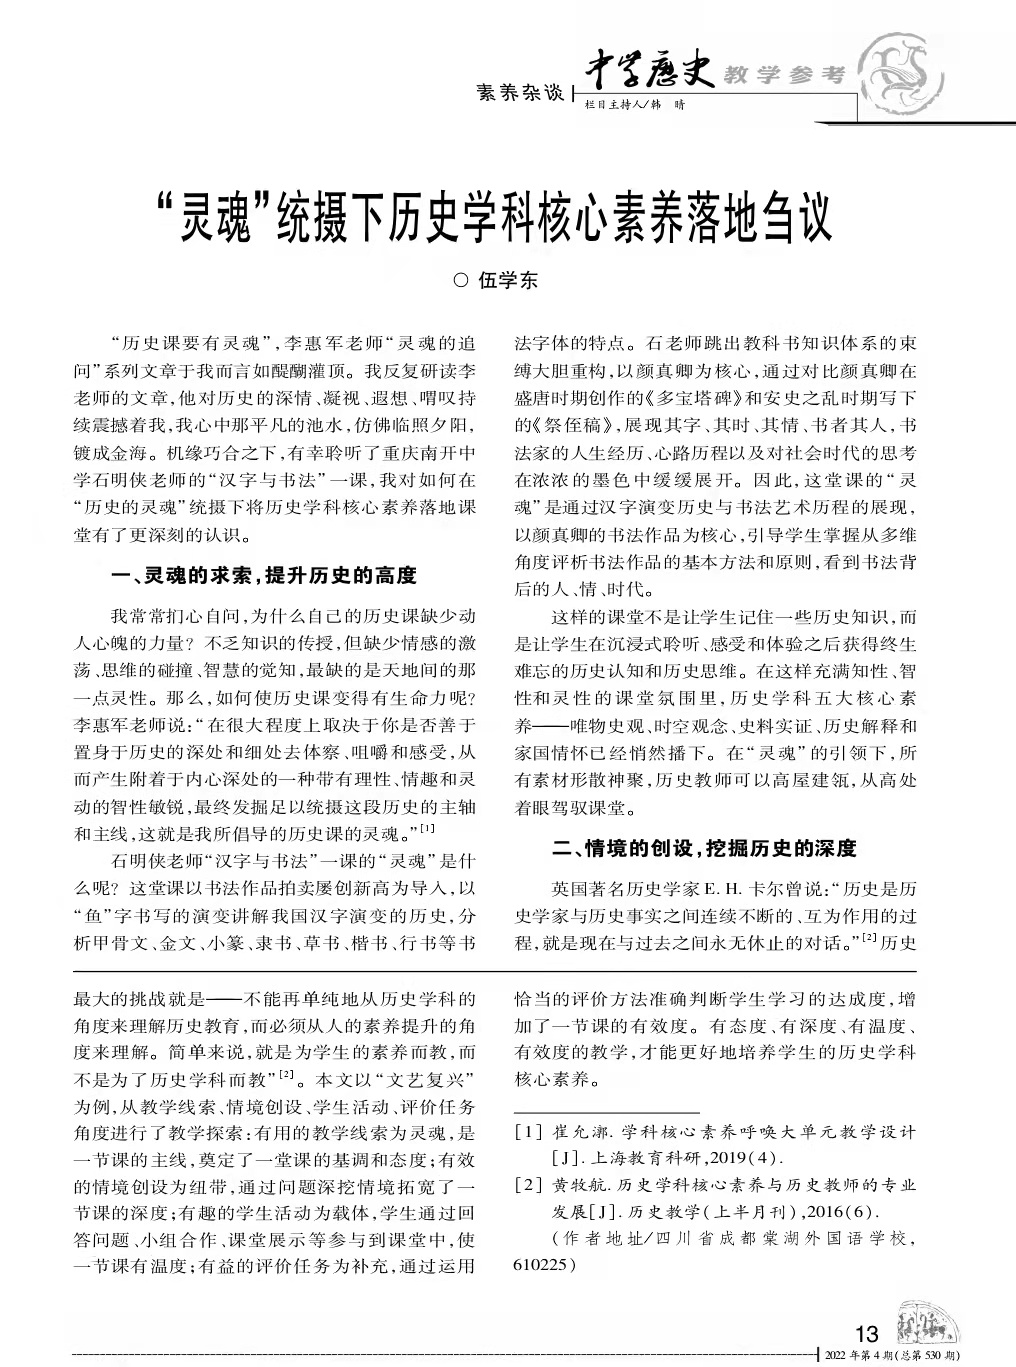 素养杂谈
中学历史教学参考
栏目主持人/韩 晴
“灵魂”统摄下历史学科核心素养落地刍议
○ 伍学东
“历史课要有灵魂”,李惠军老师“灵魂的追
问”系列文章于我而言如醍醐灌顶。我反复研读李
老师的文章,他对历史的深情、凝视、遐想、喟叹持
续震撼着我,我心中那平凡的池水,仿佛临照夕阳,
镀成金海。机缘巧合之下,有幸聆听了重庆南开中
学石明侠老师的“汉字与书法”一课,我对如何在
“历史的灵魂”统摄下将历史学科核心素养落地课
堂有了更深刻的认识。
一、灵魂的求索,提升历史的高度
我常常扪心自问,为什么自己的历史课缺少动
人心魄的力量? 不乏知识的传授,但缺少情感的激
荡、思维的碰撞、智慧的觉知,最缺的是天地间的那
一点灵性。那么,如何使历史课变得有生命力呢?
李惠军老师说:“在很大程度上取决于你是否善于
置身于历史的深处和细处去体察、咀嚼和感受,从
而产生附着于内心深处的一种带有理性、情趣和灵
动的智性敏锐,最终发掘足以统摄这段历史的主轴
和主线,这就是我所倡导的历史课的灵魂。”[1]
石明侠老师“汉字与书法”一课的“灵魂”是什
么呢? 这堂课以书法作品拍卖屡创新高为导入,以
“鱼”字书写的演变讲解我国汉字演变的历史,分
析甲骨文、金文、小篆、隶书、草书、楷书、行书等书
法字体的特点。石老师跳出教科书知识体系的束
缚大胆重构,以颜真卿为核心,通过对比颜真卿在
盛唐时期创作的《多宝塔碑》和安史之乱时期写下
的《祭侄稿》,展现其字、其时、其情、书者其人,书
法家的人生经历、心路历程以及对社会时代的思考
在浓浓的墨色中缓缓展开。因此,这堂课的“灵
魂”是通过汉字演变历史与书法艺术历程的展现,
以颜真卿的书法作品为核心,引导学生掌握从多维
角度评析书法作品的基本方法和原则,看到书法背
后的人、情、时代。
这样的课堂不是让学生记住一些历史知识,而
是让学生在沉浸式聆听、感受和体验之后获得终生
难忘的历史认知和历史思维。在这样充满知性、智
性和灵性的课堂氛围里,历史学科五大核心素
养——唯物史观、时空观念、史料实证、历史解释和
家国情怀已经悄然播下。在“灵魂”的引领下,所
有素材形散神聚,历史教师可以高屋建瓴,从高处
着眼驾驭课堂。
二、情境的创设,挖掘历史的深度
英国著名历史学家 E. H. 卡尔曾说:“历史是历
史学家与历史事实之间连续不断的、互为作用的过
程,就是现在与过去之间永无休止的对话。”[2]历史
最大的挑战就是——不能再单纯地从历史学科的
角度来理解历史教育,而必须从人的素养提升的角
度来理解。简单来说,就是为学生的素养而教,而
不是为了历史学科而教”[2]。本文以“文艺复兴”
为例,从教学线索、情境创设、学生活动、评价任务
角度进行了教学探索:有用的教学线索为灵魂,是
一节课的主线,奠定了一堂课的基调和态度;有效
的情境创设为纽带,通过问题深挖情境拓宽了一
节课的深度;有趣的学生活动为载体,学生通过回
答问题、小组合作、课堂展示等参与到课堂中,使
一节课有温度;有益的评价任务为补充,通过运用
恰当的评价方法准确判断学生学习的达成度,增
加了一节课的有效度。有态度、有深度、有温度、
有效度的教学,才能更好地培养学生的历史学科
核心素养。
[1] 崔允漷. 学科核心素养呼唤大单元教学设计
[J]. 上海教育科研,2019(4).
[2] 黄牧航. 历史学科核心素养与历史教师的专业
发展[J]. 历史教学(上半月刊),2016(6).
(作者地址/四川省成都棠湖外国语学校,
610225)
13
2022 年第 4 期(总第 530 期)